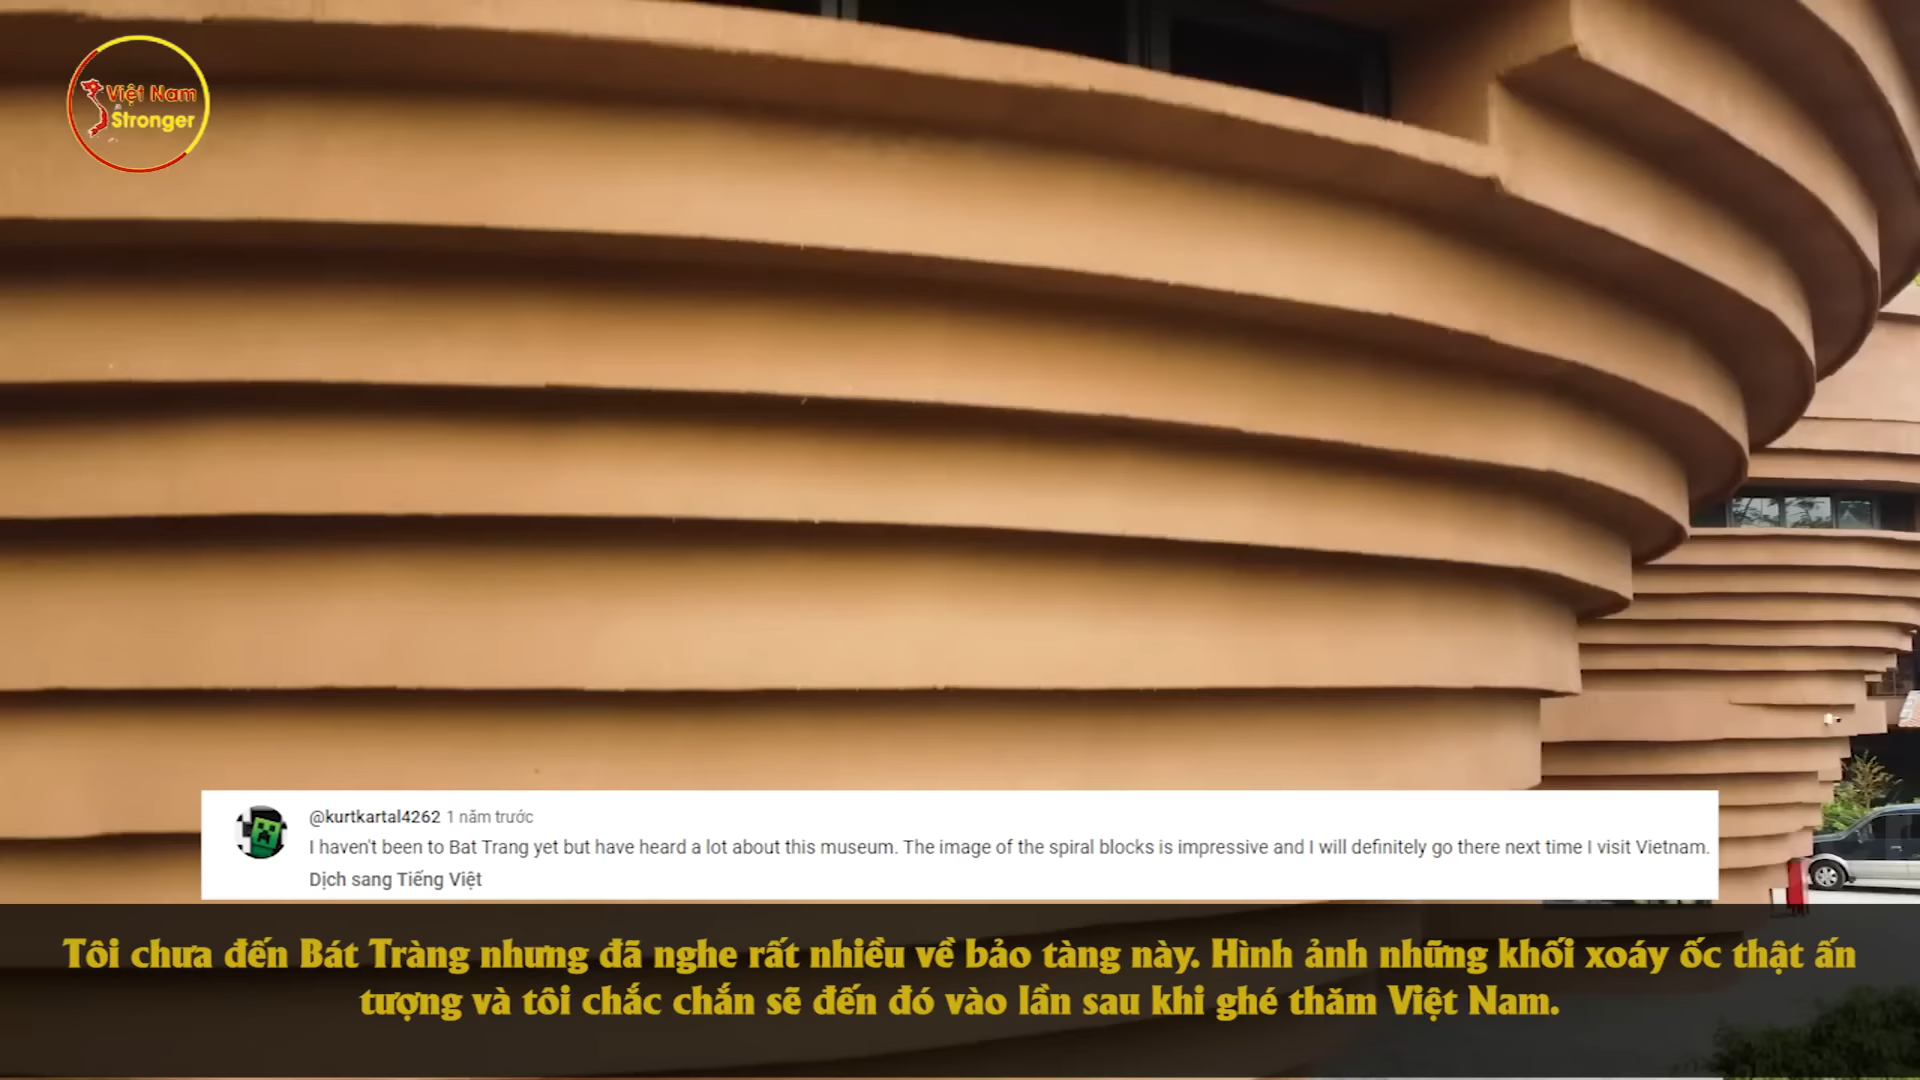 Việt Nam
Stronger
@kurtkartal4262 1 năm trước
I haven't been to Bat Trang yet but have heard a lot about this museum. The image of the spiral blocks is impressive and I will definitely go there next time I visit Vietnam.
Dịch sang Tiếng Việt
Tôi chưa đến Bát Tràng nhưng đã nghe rất nhiều về bảo tàng này. Hình ảnh những khối xoáy ốc thật ấn
tượng và tôi chắc chắn sẽ đến đó vào lần sau khi ghé thăm Việt Nam.